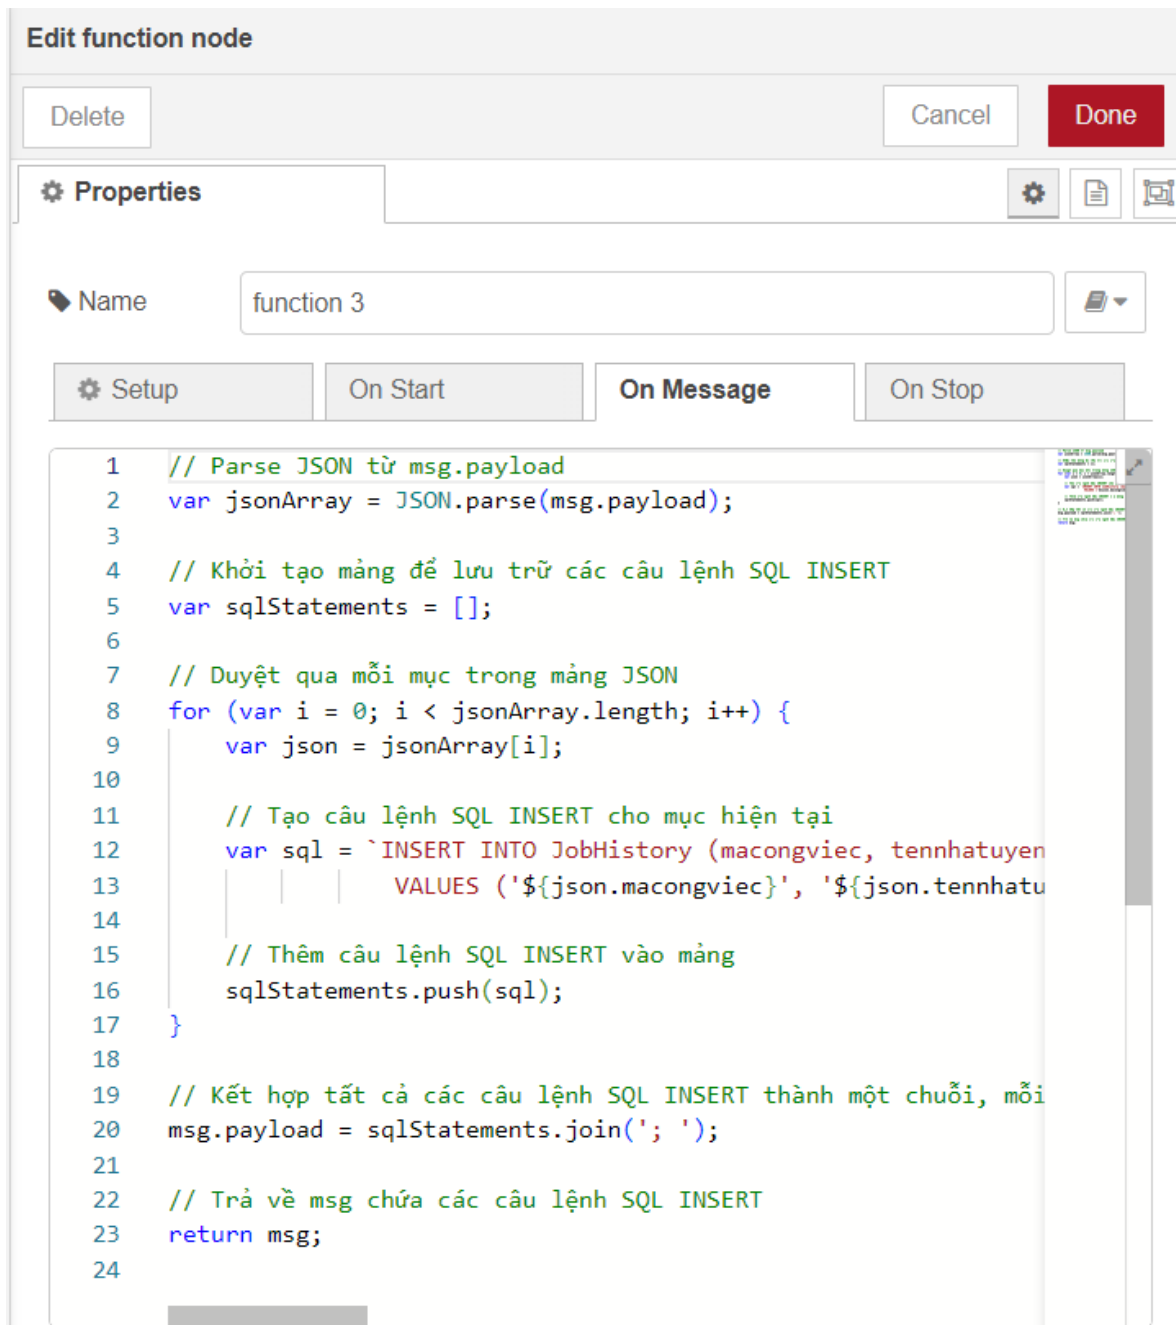 Edit function node
Delete
Cancel
Done
Properties
Name
function 3
Setup
On Start
On Message
On Stop
1 // Parse JSON từ msg.payload
2 var jsonArray = JSON.parse(msg.payload);
3
4 // Khởi tạo mảng để lưu trữ các câu lệnh SQL INSERT
5 var sqlStatements = [];
6
7 // Duyệt qua mỗi mục trong mảng JSON
8 for (var i = 0; i < jsonArray.length; i++) {
9 var json = jsonArray[i];
10
11 // Tạo câu lệnh SQL INSERT cho mục hiện tại
12 var sql = `INSERT INTO JobHistory (macongviec, tennhatuyen
13 VALUES ('${json.macongviec}', '${json.tennhatu
14
15 // Thêm câu lệnh SQL INSERT vào mảng
16 sqlStatements.push(sql);
17 }
18
19 // Kết hợp tất cả các câu lệnh SQL INSERT thành một chuỗi, mỗi
20 msg.payload = sqlStatements.join('; ');
21
22 // Trả về msg chứa các câu lệnh SQL INSERT
23 return msg;
24